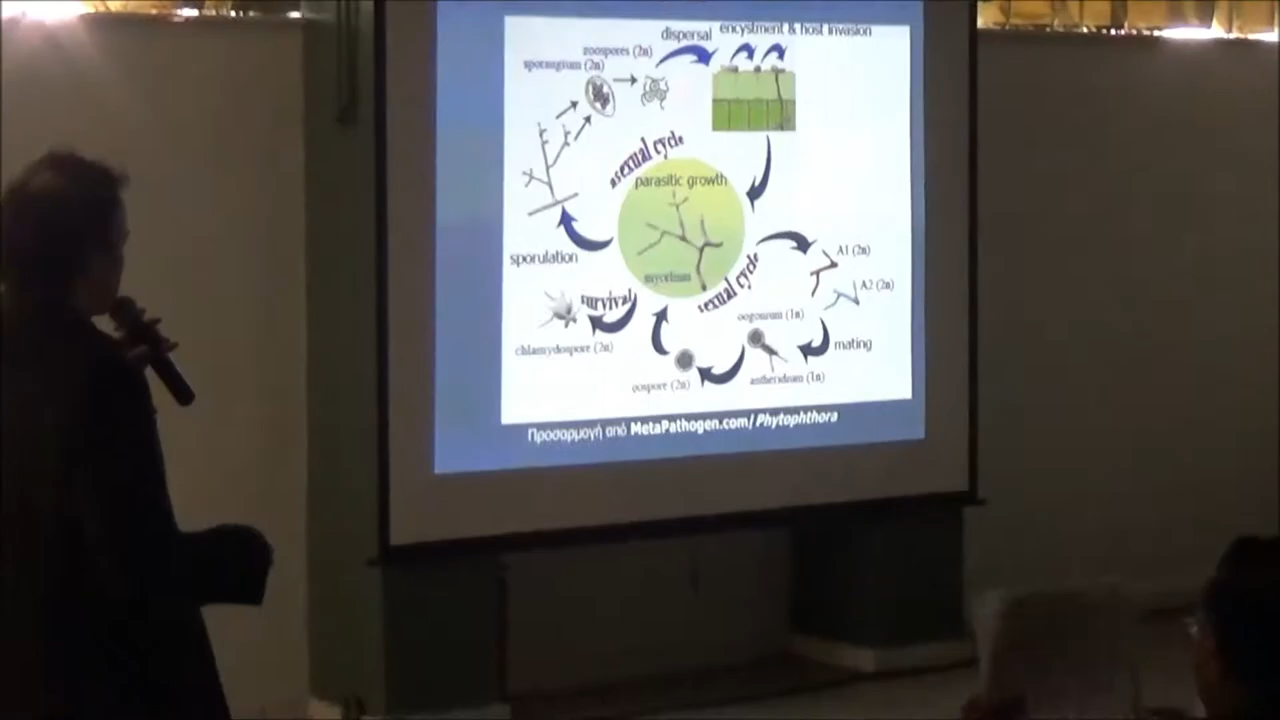 dispersal
encystment & host invasion
zoospores (2n)
sporangium (2n)
asexual cycle
parasitic growth
mycelium
sporulation
sexual cycle
A1 (2n)
A2 (2n)
survival
chlamydospore (2n)
oogonium (1n)
mating
antheridium (1n)
oospore (2n)
Προσαρμογή από MetaPathogen.com/ Phytophthora